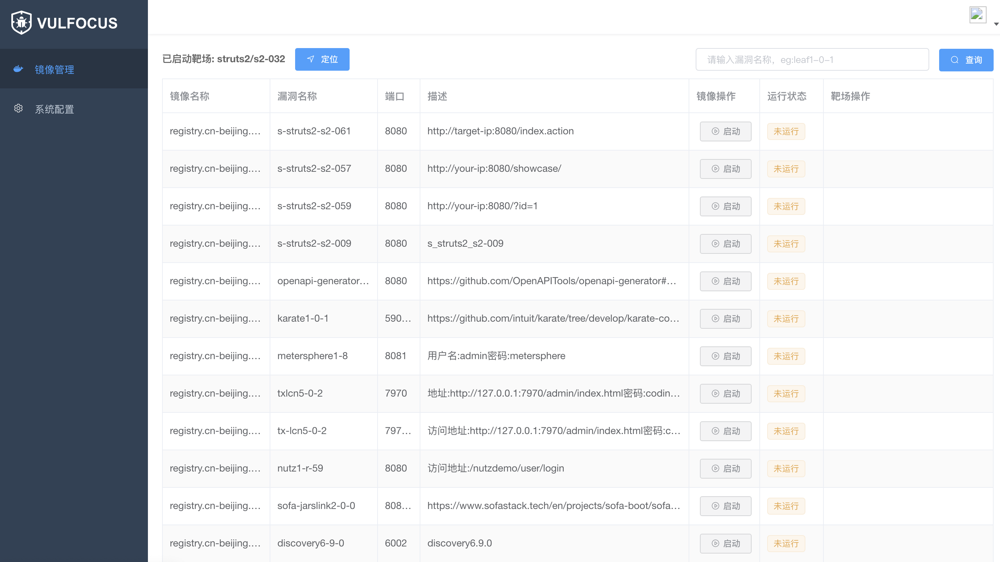 VULFOCUS
镜像管理
系统配置
已启动靶场: struts2/s2-032 定位 请输入漏洞名称，eg:leaf1-0-1 查询
镜像名称 漏洞名称 端口 描述 镜像操作 运行状态 靶场操作
registry.cn-beijing.... s-struts2-s2-061 8080 http://target-ip:8080/index.action 启动 未运行
registry.cn-beijing.... s-struts2-s2-057 8080 http://your-ip:8080/showcase/ 启动 未运行
registry.cn-beijing.... s-struts2-s2-059 8080 http://your-ip:8080/?id=1 启动 未运行
registry.cn-beijing.... s-struts2-s2-009 8080 s_struts2_s2-009 启动 未运行
registry.cn-beijing.... openapi-generator... 8080 https://github.com/OpenAPITools/openapi-generator#... 启动 未运行
registry.cn-beijing.... karate1-0-1 590... https://github.com/intuit/karate/tree/develop/karate-co... 启动 未运行
registry.cn-beijing.... metersphere1-8 8081 用户名:admin密码:metersphere 启动 未运行
registry.cn-beijing.... txlcn5-0-2 7970 地址:http://127.0.0.1:7970/admin/index.html密码:codin... 启动 未运行
registry.cn-beijing.... tx-lcn5-0-2 797... 访问地址:http://127.0.0.1:7970/admin/index.html密码:c... 启动 未运行
registry.cn-beijing.... nutz1-r-59 8080 访问地址:/nutzdemo/user/login 启动 未运行
registry.cn-beijing.... sofa-jarslink2-0-0 808... https://www.sofastack.tech/en/projects/sofa-boot/sofa... 启动 未运行
registry.cn-beijing.... discovery6-9-0 6002 discovery6.9.0 启动 未运行